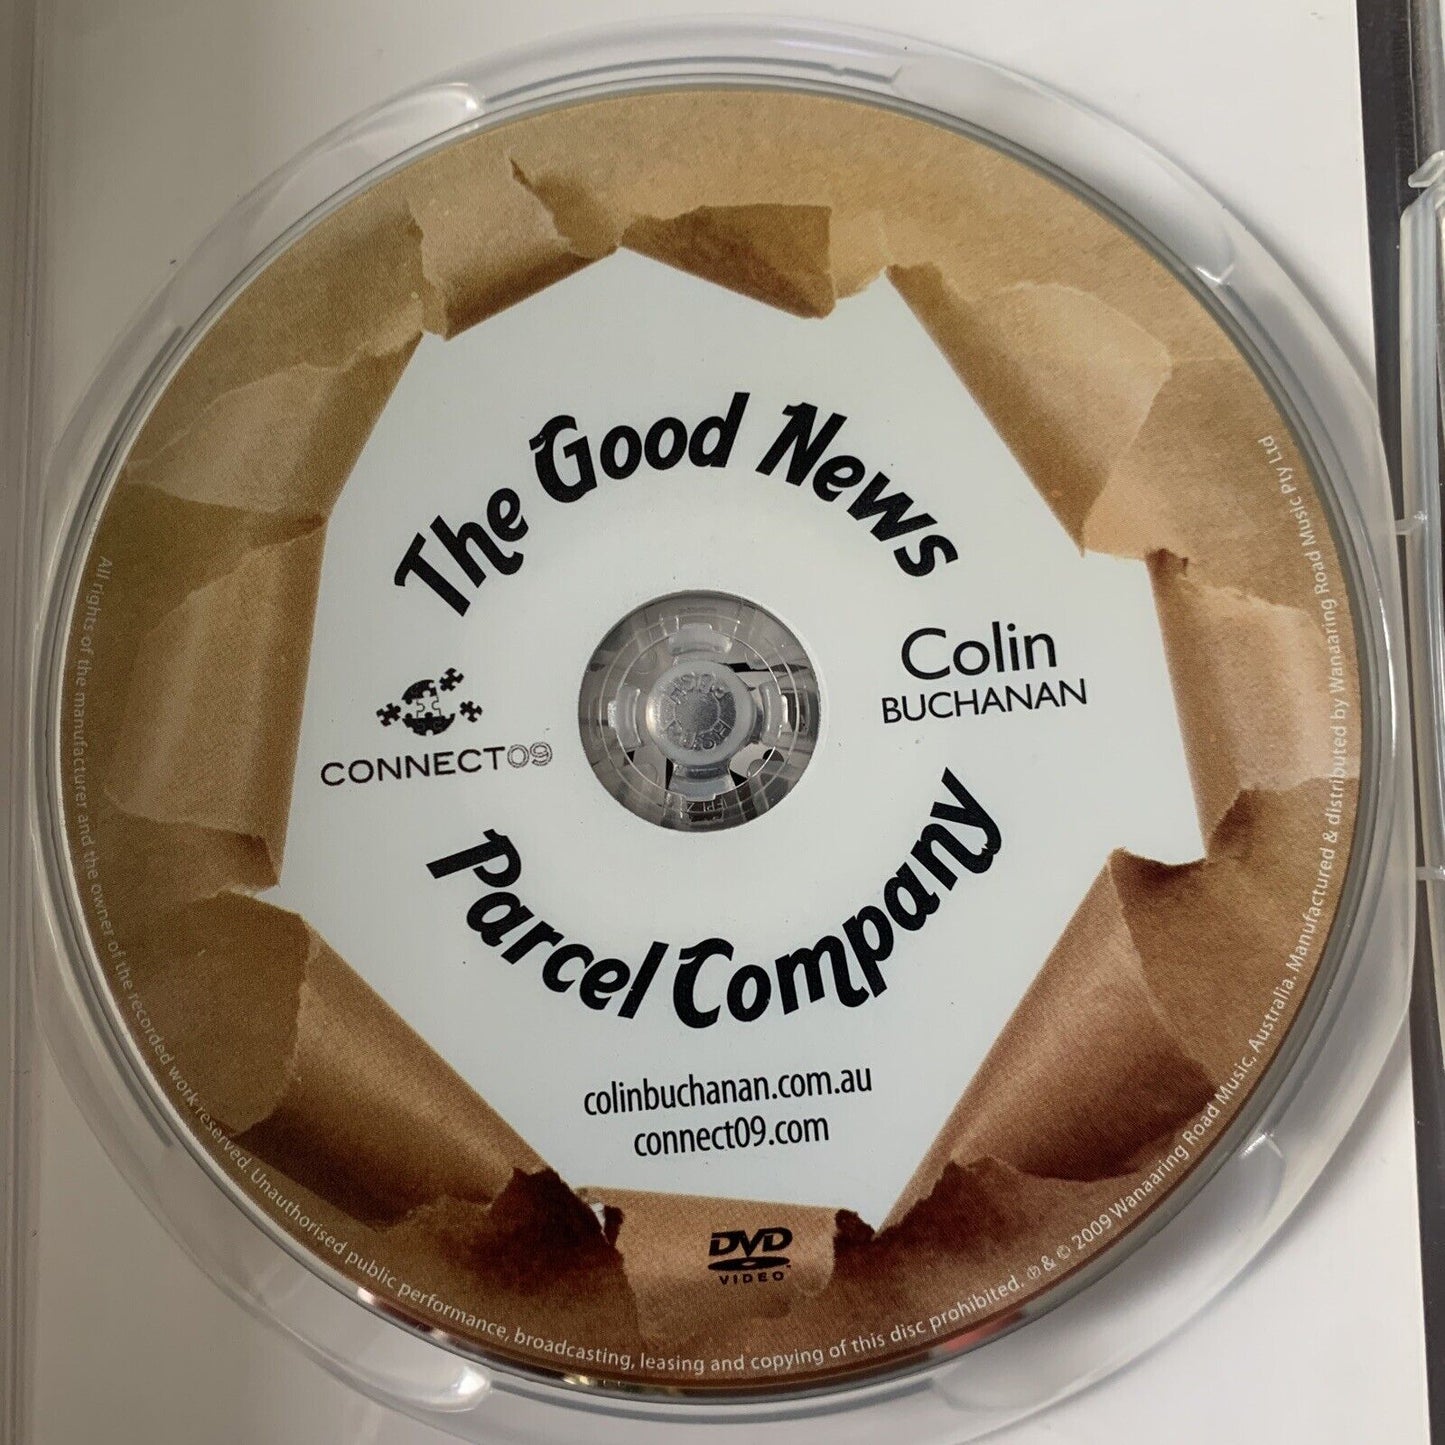 The Good News
Colin
BUCHANAN
CONNECT09
Parcel Company
colinbuchanan.com.au
connect09.com
DVD
VIDEO
All rights of the manufacturer and the owner of the recorded work reserved. Unauthorised public performance, broadcasting, leasing and copying of this disc prohibited. ℗ & © 2009 Wanaaring Road Music, Australia. Manufactured & distributed by Wanaaring Road Music Pty Ltd